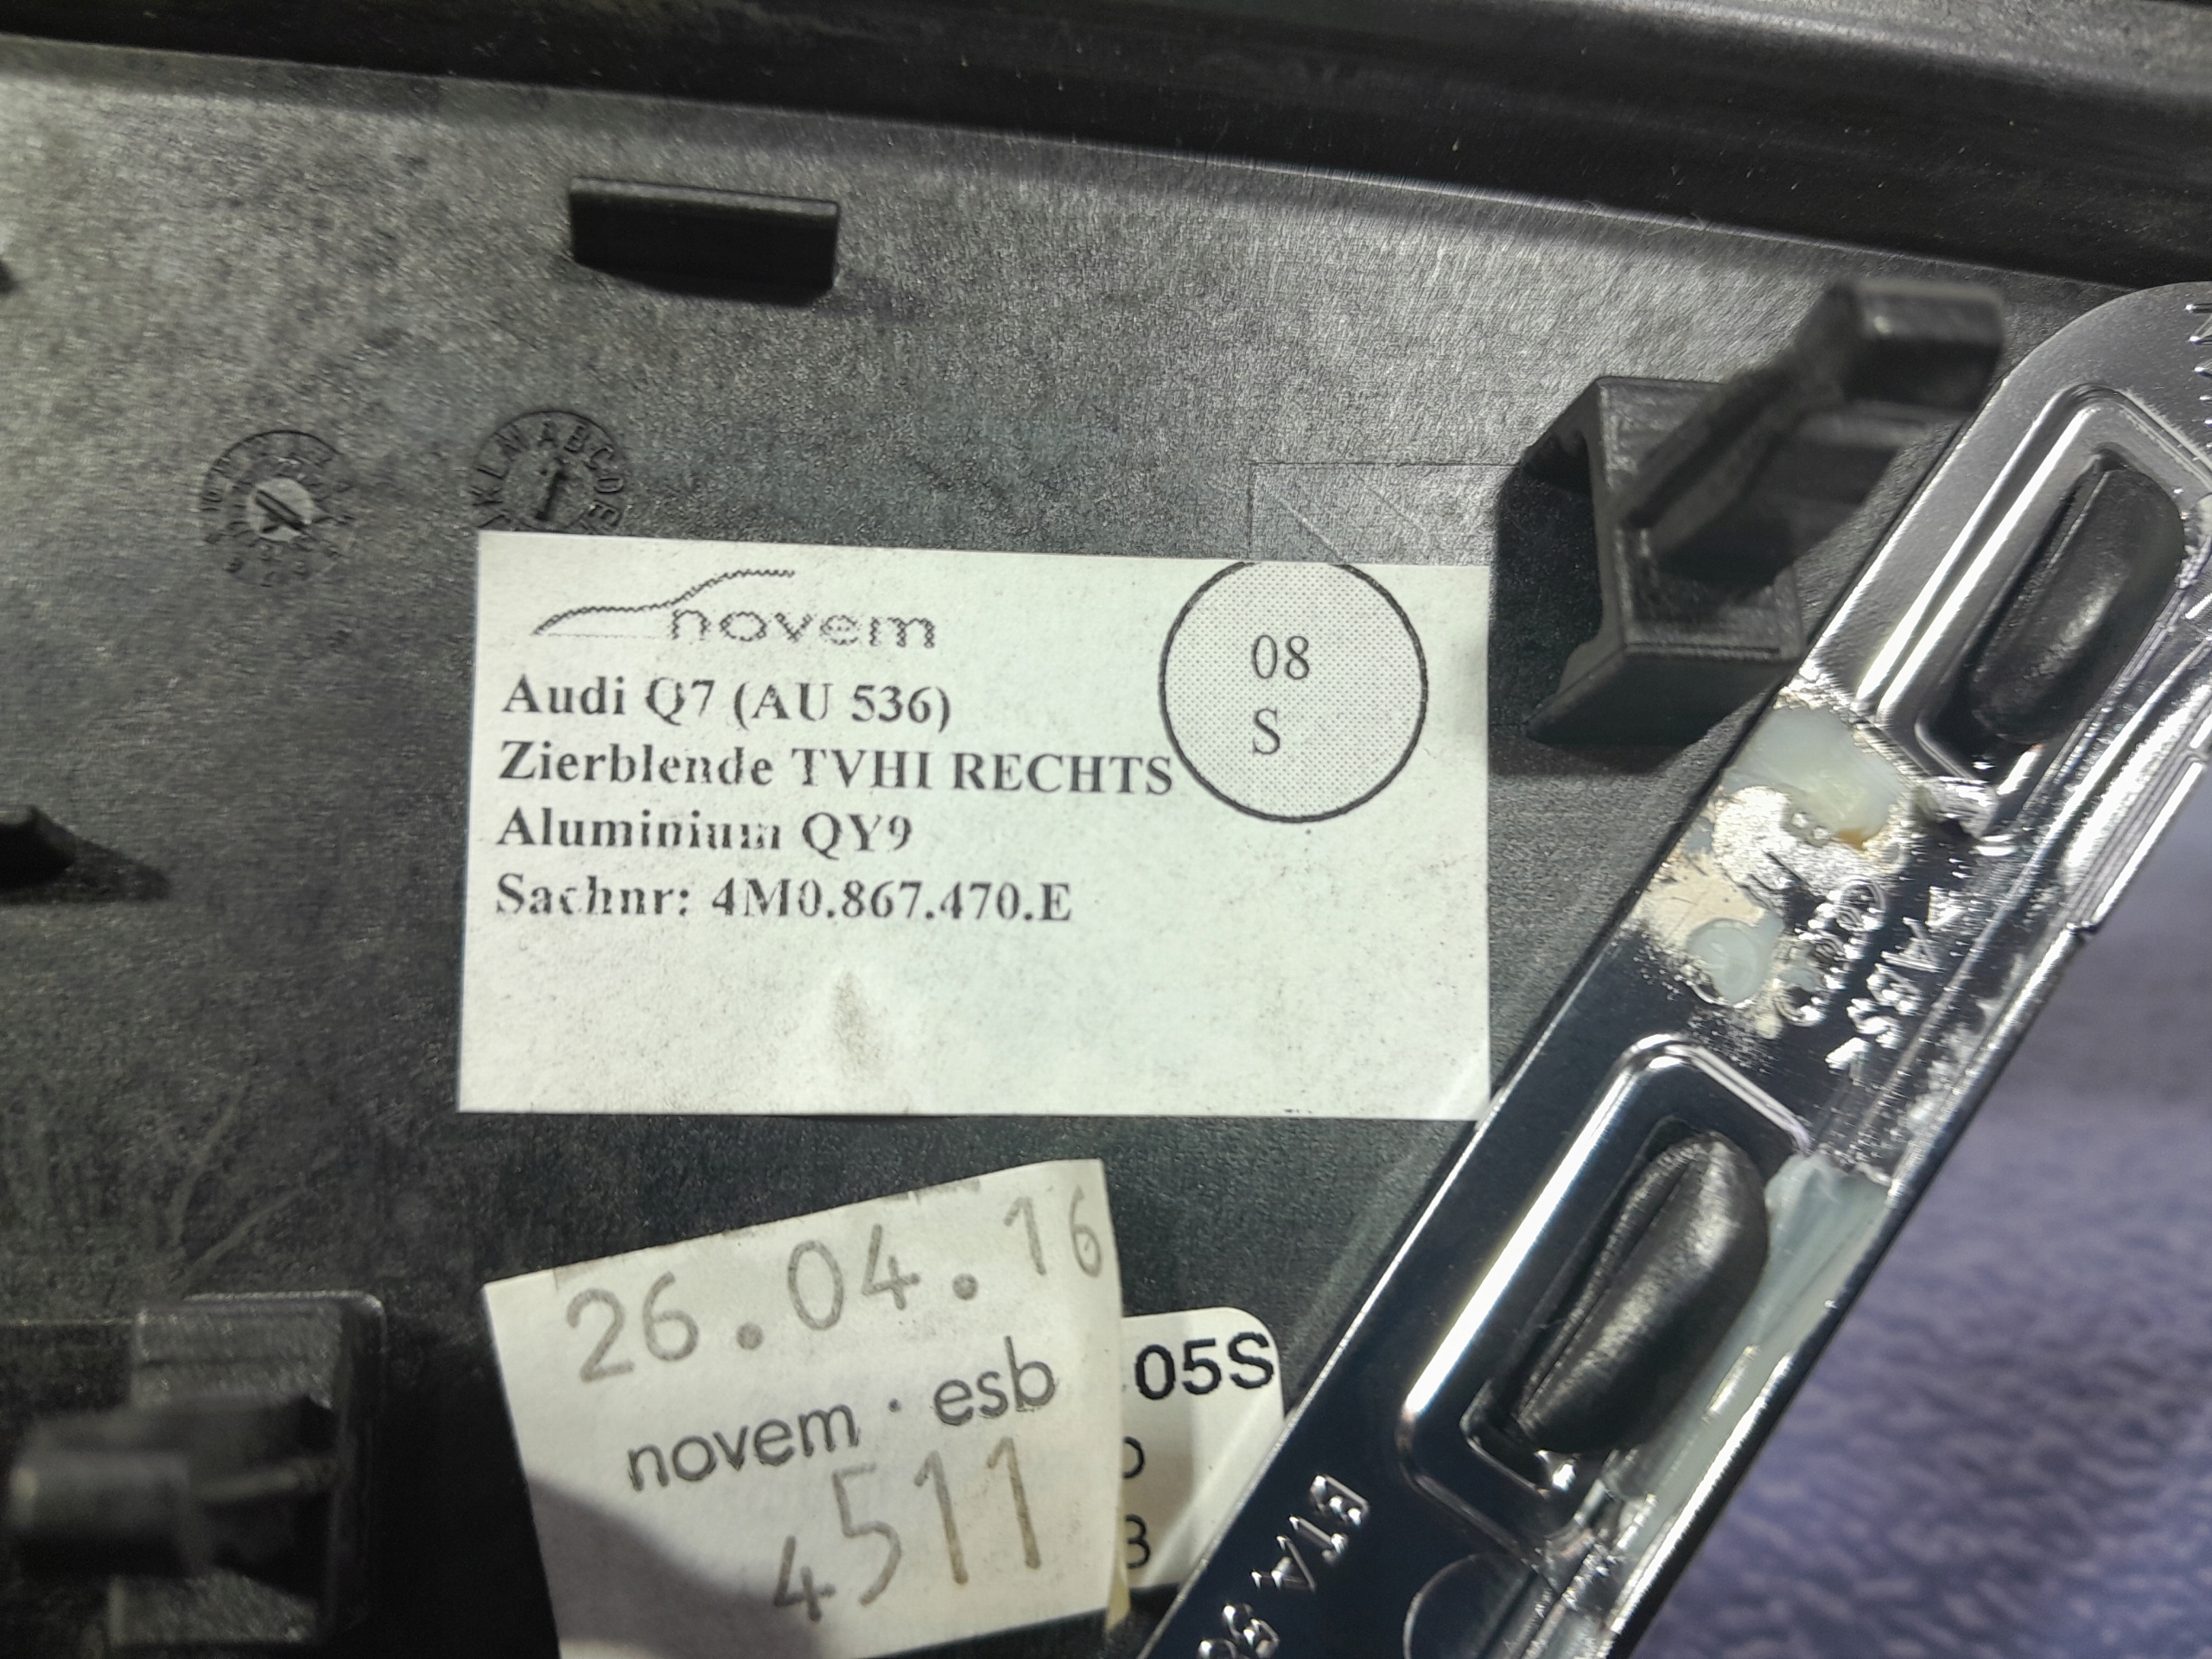 KLMABCDE
novem
08
S
Audi Q7 (AU 536)
Zierblende TVHI RECHTS
Aluminium QY9
Sachnr: 4M0.867.470.E
26.04.16
novem · esb
4511
05S